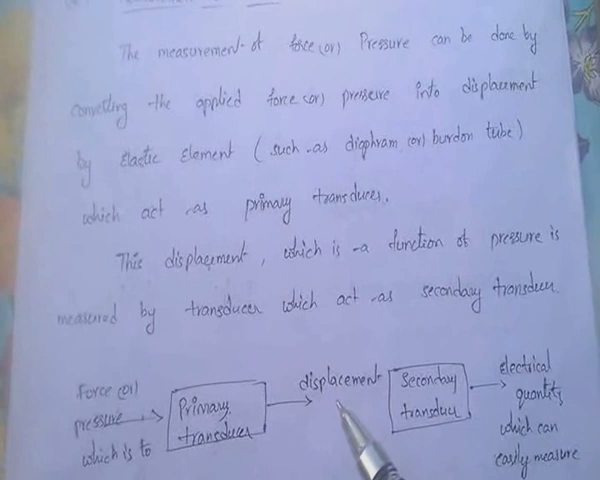 The measurement of force (or) Pressure can be done by
converting the applied force (or) pressure into displacement
by Elastic Element (such as diaphram (or) burdon tube)
which act as primary transducer.
This displacement, which is a function of pressure is
measured by transducer which act as secondary transducer
Force (or)
pressure
which is to
Primary
transducer
displacement
Secondary
transducer
electrical
quantity
which can
easily measure